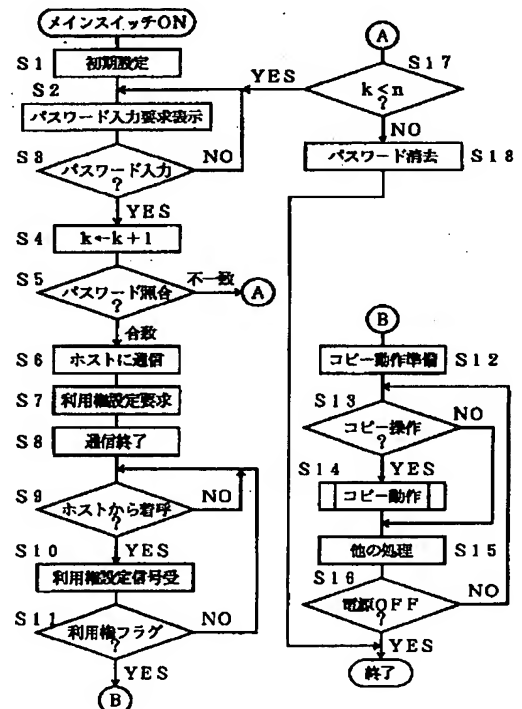 メインスイッチON
S1 初期設定
S2
パスワード入力要求表示
S3 パスワード入力 ? NO
YES
S4 k←k+1
S5 パスワード照合 ? 不一致 A
合致
S6 ホストに通信
S7 利用権設定要求
S8 通信終了
S9 ホストから着呼 ? NO
YES
S10
利用権設定信号受
S11 利用権フラグ ? NO
YES
B
A
S17
YES k<n ?
NO
パスワード消去 S18
B
コピー動作準備 S12
S13
コピー操作 ? NO
S14 YES
コピー動作
他の処理 S15
S16
電源OFF ? NO
YES
終了